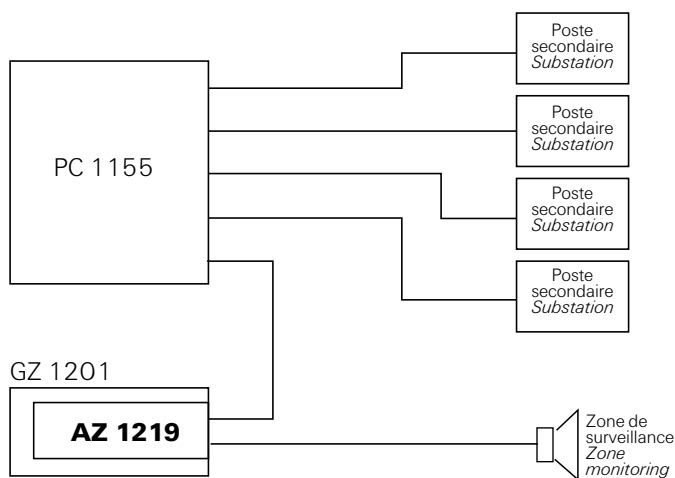 Poste
secondaire
Substation
PC 1155
Poste
secondaire
Substation
Poste
secondaire
Substation
Poste
secondaire
Substation
GZ 1201
AZ 1219
Zone de
surveillance
Zone
monitoring